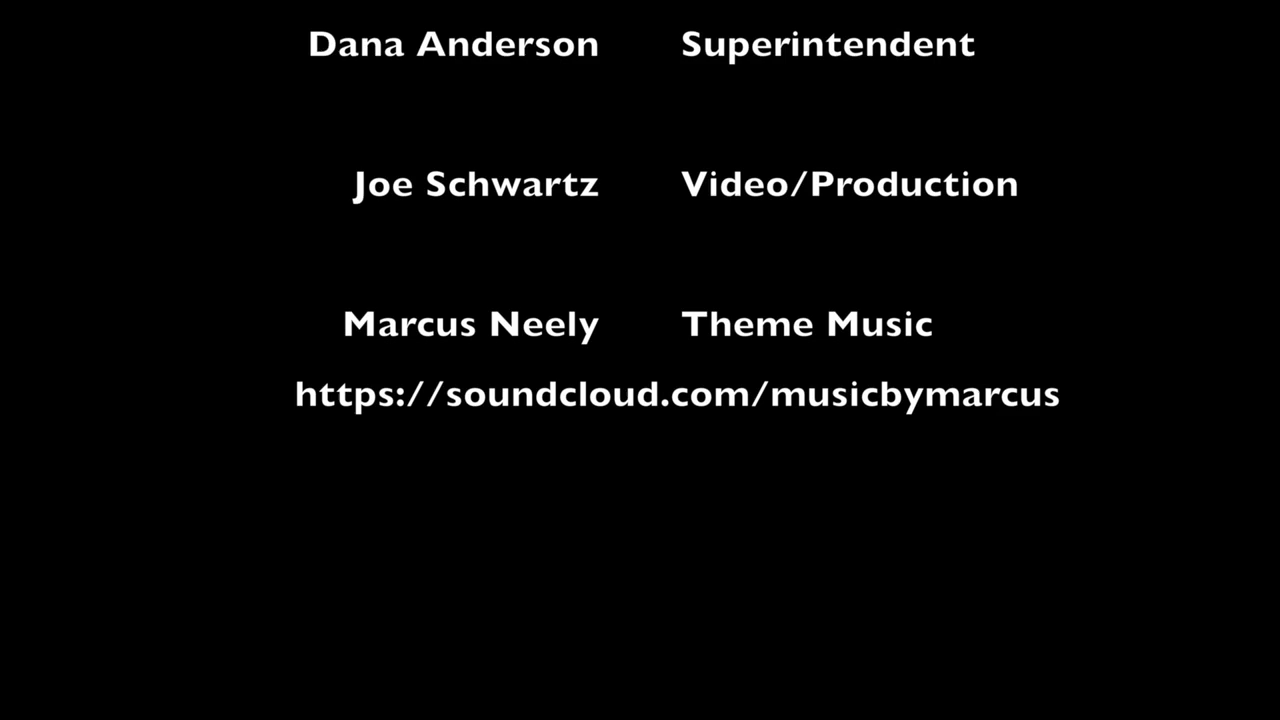 Dana Anderson Superintendent
Joe Schwartz Video/Production
Marcus Neely Theme Music
https://soundcloud.com/musicbymarcus